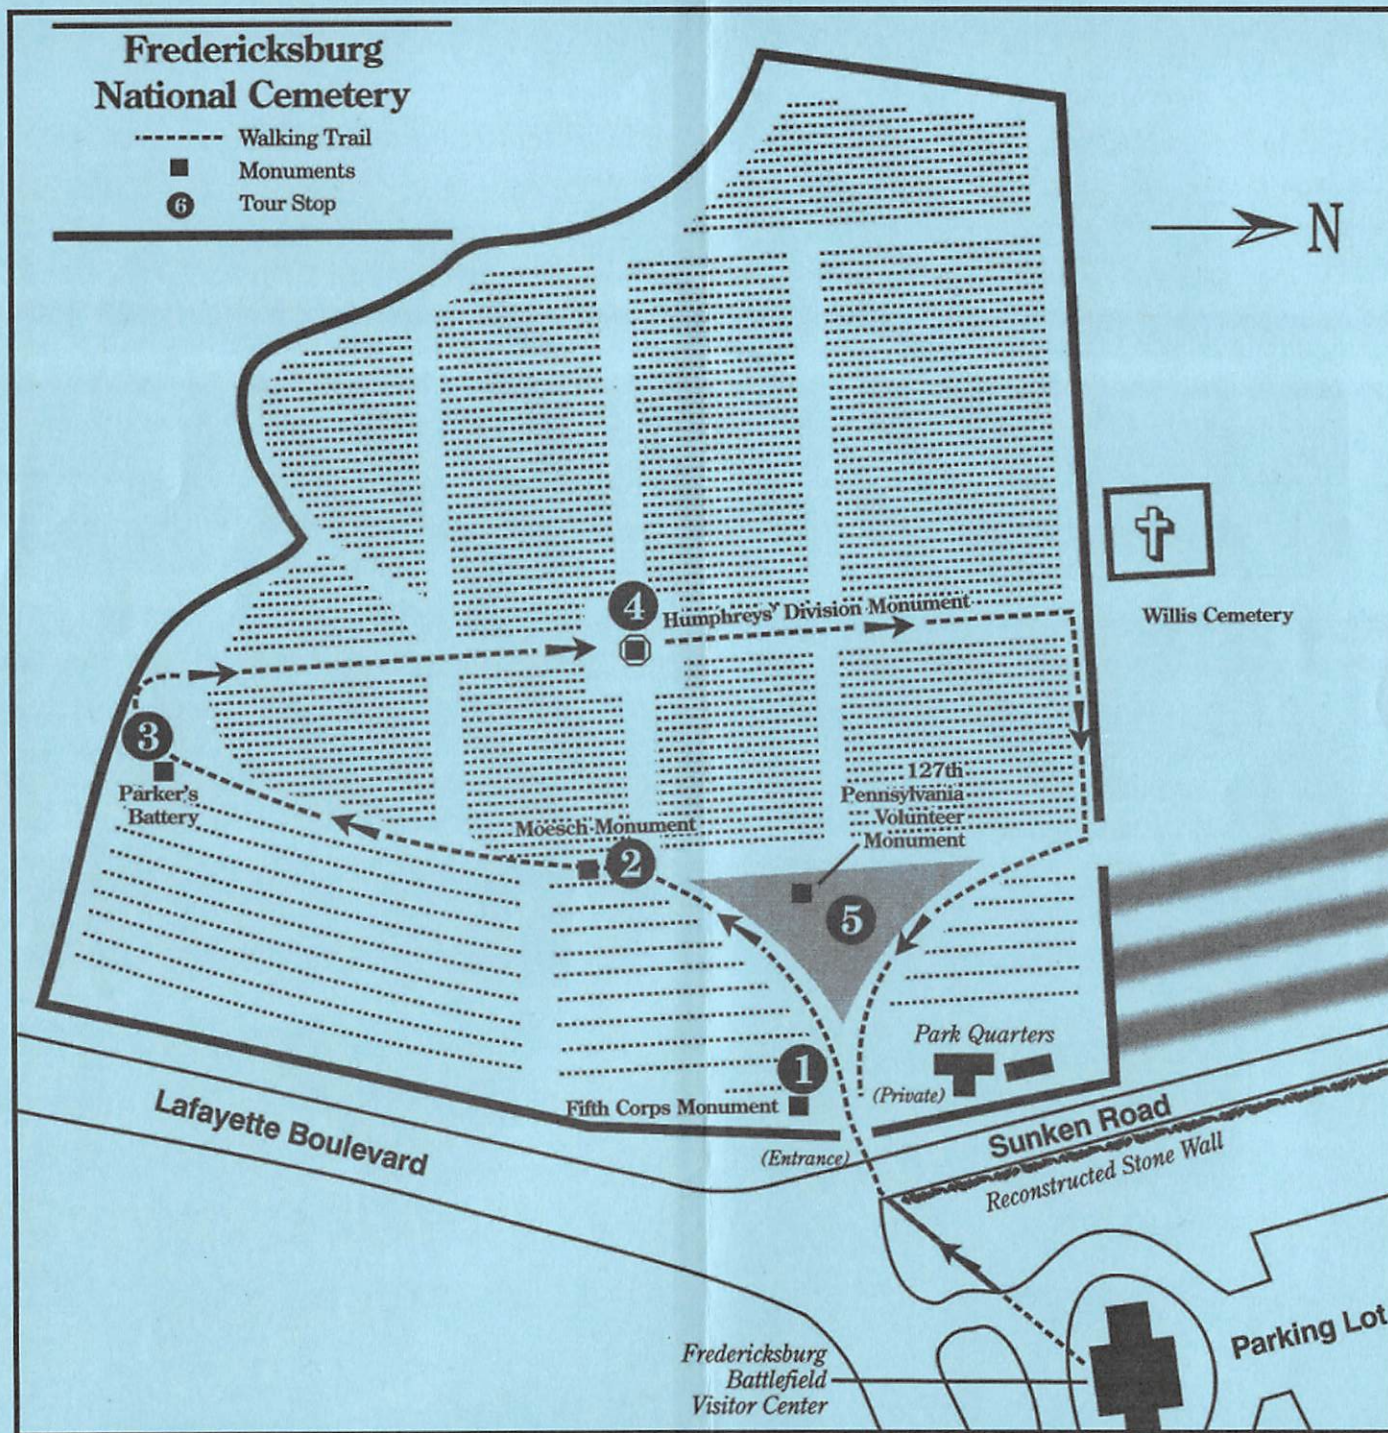 Fredericksburg
National Cemetery
Walking Trail
Monuments
6
Tour Stop
N
Willis Cemetery
4
Humphreys' Division Monument
3
Parker's
Battery
127th
Pennsylvania
Volunteer
Monument
Moesch Monument
2
5
Park Quarters
(Private)
1
Fifth Corps Monument
(Entrance)
Lafayette Boulevard
Sunken Road
Reconstructed Stone Wall
Parking Lot
Fredericksburg
Battlefield
Visitor Center